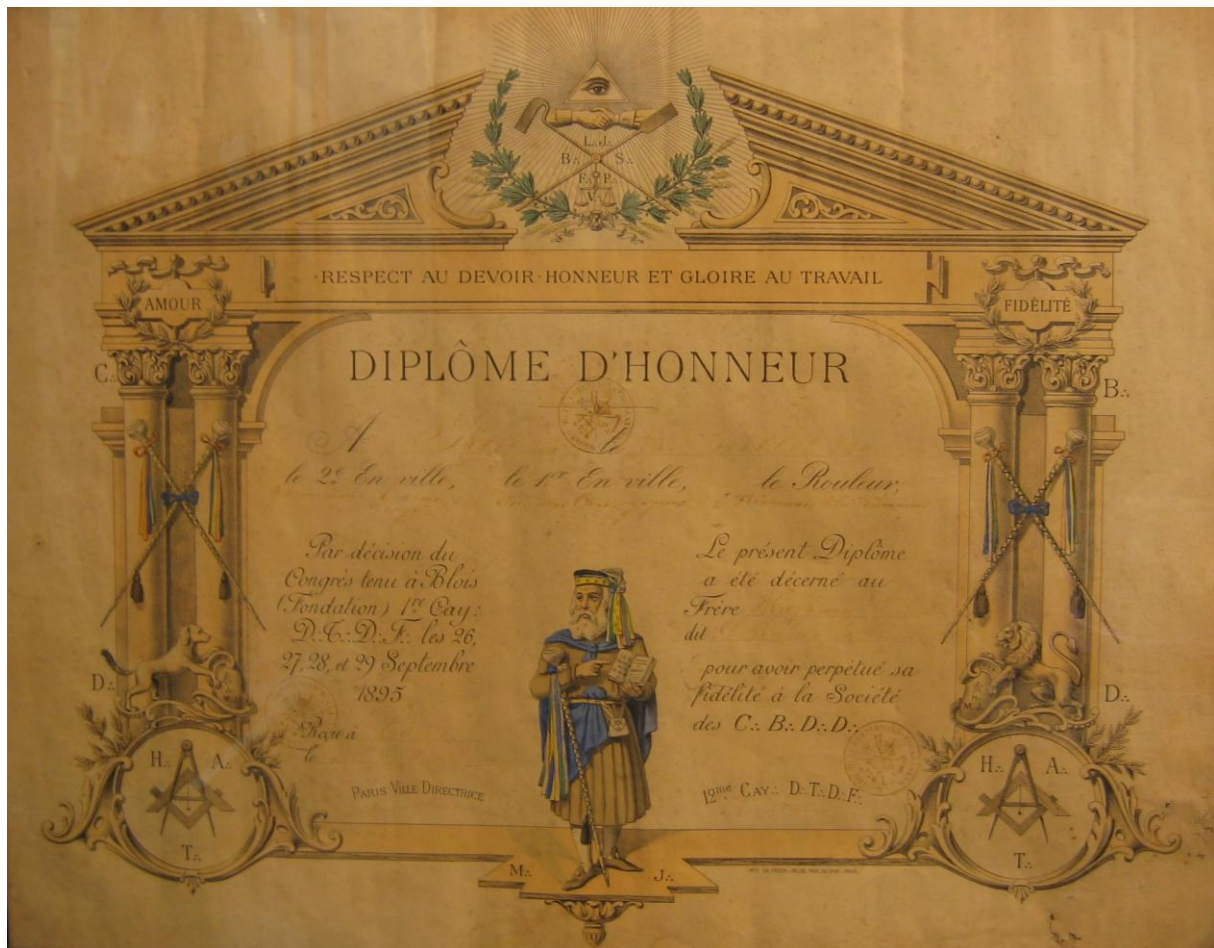 L∴J∴
B∴ S∴
F∴ P∴
V∴
·RESPECT AU DEVOIR·HONNEUR ET GLOIRE AU TRAVAIL
AMOUR
FIDÉLITÉ
DIPLÔME D'HONNEUR
C∴
B∴
A
le 2e En ville, le 1er En ville, le Rouleur,
Par décision du
Congrès tenu à Blois
(Fondation) 1re Cay:
D∴T∴D∴F∴ les 26,
27, 28, et 29 Septembre
1895
Reçu à
le
Le présent Diplôme
a été décerné au
Frère
dit
pour avoir perpétué sa
fidélité à la Société
des C∴ B∴ D∴ D∴
D∴
D∴
PARIS VILLE DIRECTRICE
12me CAY∴ D∴T∴D∴F∴
H∴ A∴
T∴
H∴ A∴
T∴
M∴ J∴